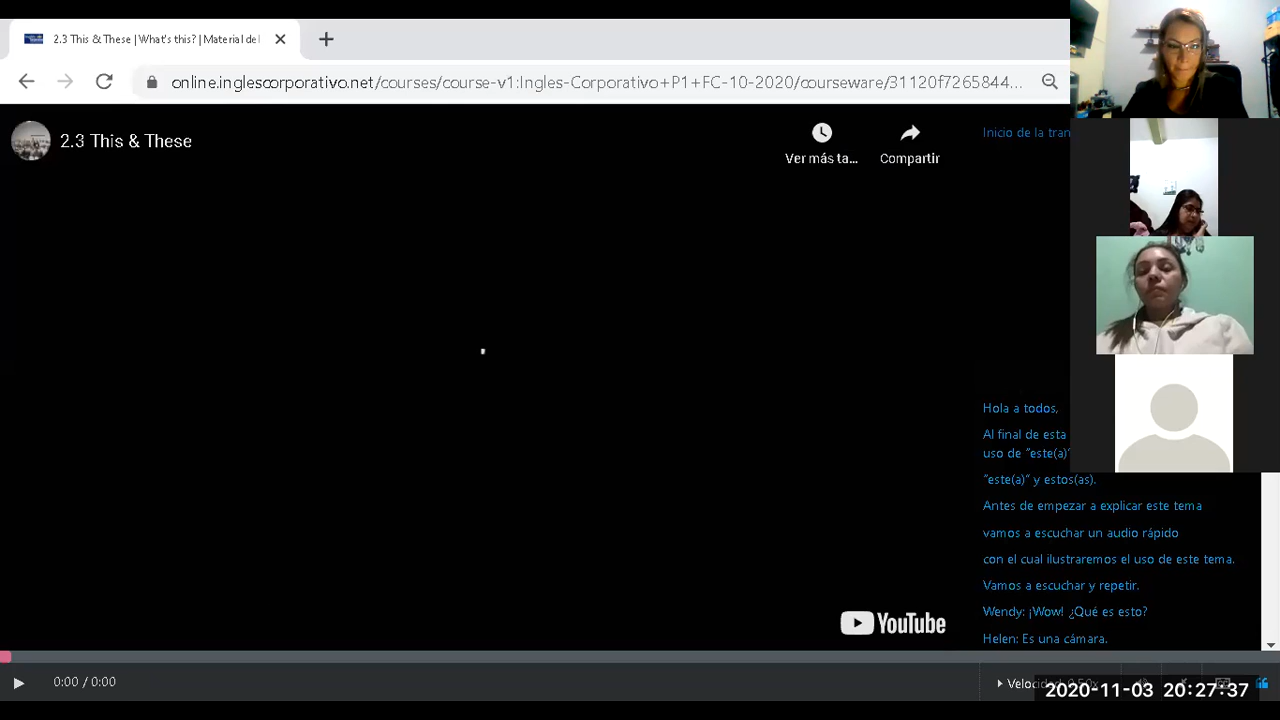 2.3 This & These | What's this? | Material de l
online.inglescorporativo.net/courses/course-v1:Ingles-Corporativo+P1+FC-10-2020/courseware/31120f7265844...
2.3 This & These
Ver más ta...
Compartir
Inicio de la tran
Hola a todos,
Al final de esta
uso de "este(a)"
"este(a)" y estos(as).
Antes de empezar a explicar este tema
vamos a escuchar un audio rápido
con el cual ilustraremos el uso de este tema.
Vamos a escuchar y repetir.
Wendy: ¡Wow! ¿Qué es esto?
Helen: Es una cámara.
YouTube
0:00 / 0:00
Velocidad 0.50x
2020-11-03 20:27:37